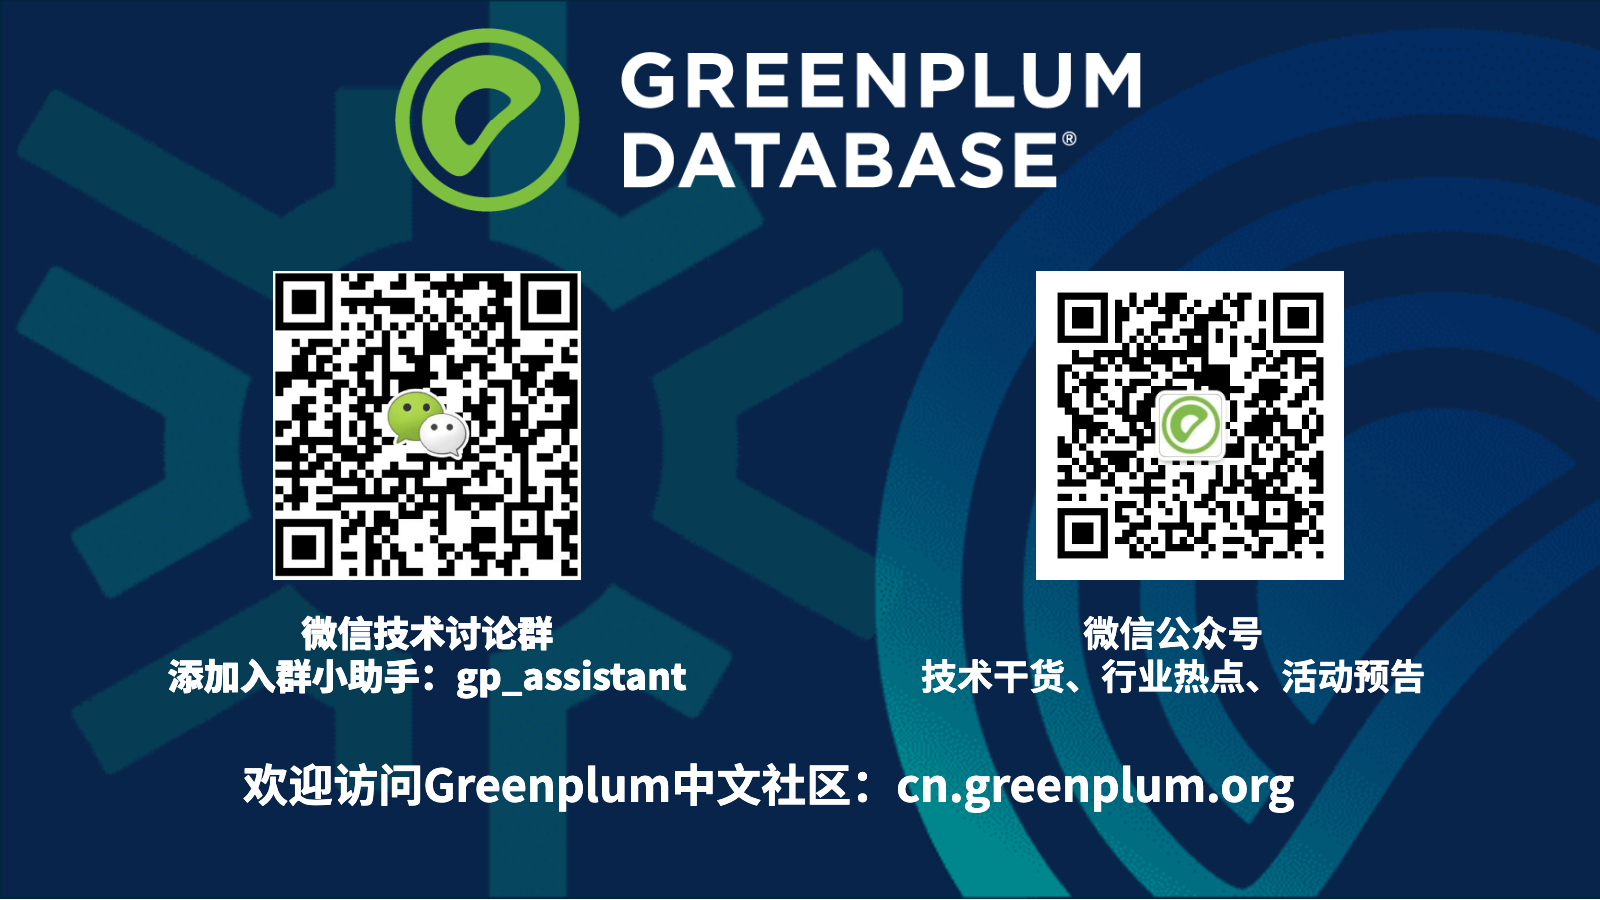 GREENPLUM
DATABASE®
微信技术讨论群
添加入群小助手：gp_assistant
微信公众号
技术干货、行业热点、活动预告
欢迎访问Greenplum中文社区：cn.greenplum.org